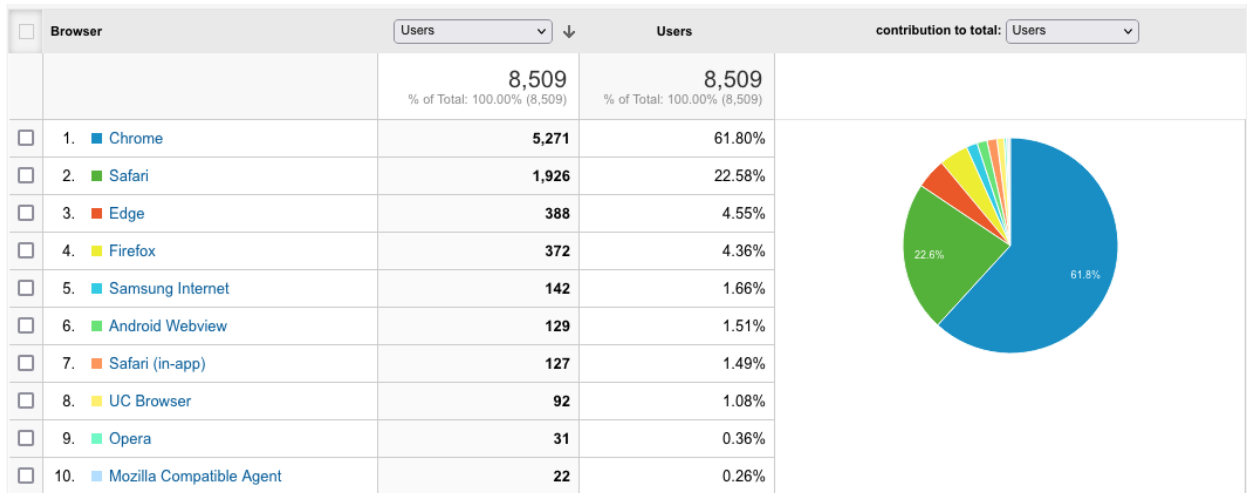 Browser Users Users contribution to total: Users
8,509 8,509
% of Total: 100.00% (8,509) % of Total: 100.00% (8,509)
1. Chrome 5,271 61.80%
2. Safari 1,926 22.58%
3. Edge 388 4.55%
4. Firefox 372 4.36%
5. Samsung Internet 142 1.66%
6. Android Webview 129 1.51%
7. Safari (in-app) 127 1.49%
8. UC Browser 92 1.08%
9. Opera 31 0.36%
10. Mozilla Compatible Agent 22 0.26%
22.6%
61.8%